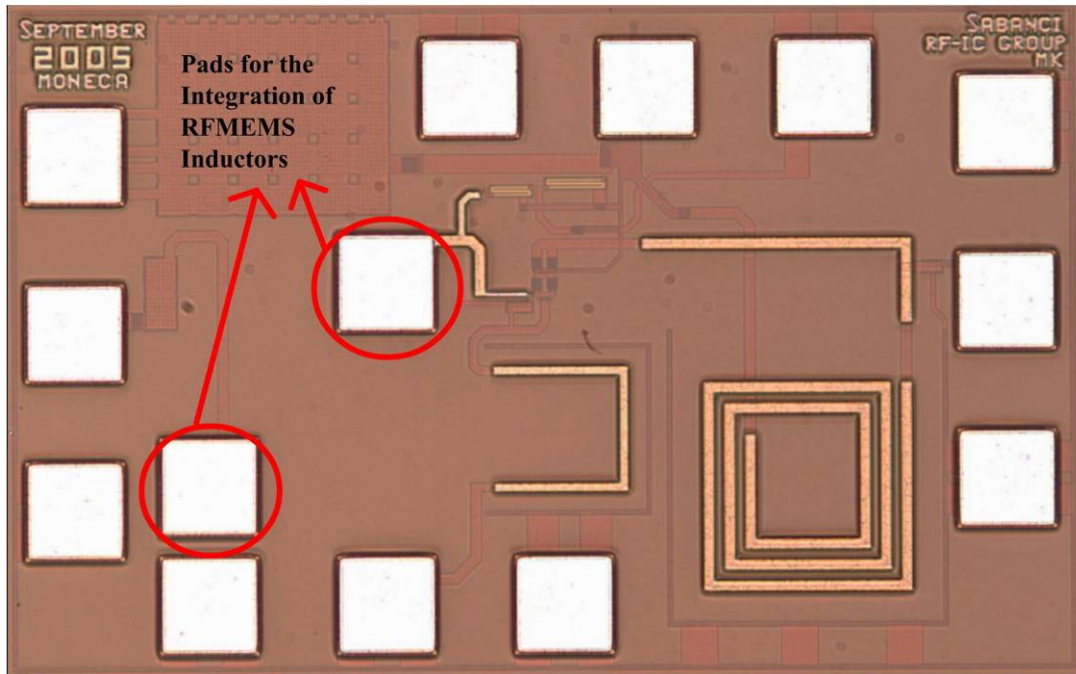 SEPTEMBER
2005
MONECA
Pads for the
Integration of
RFMEMS
Inductors
SABANCI
RF-IC GROUP
MK